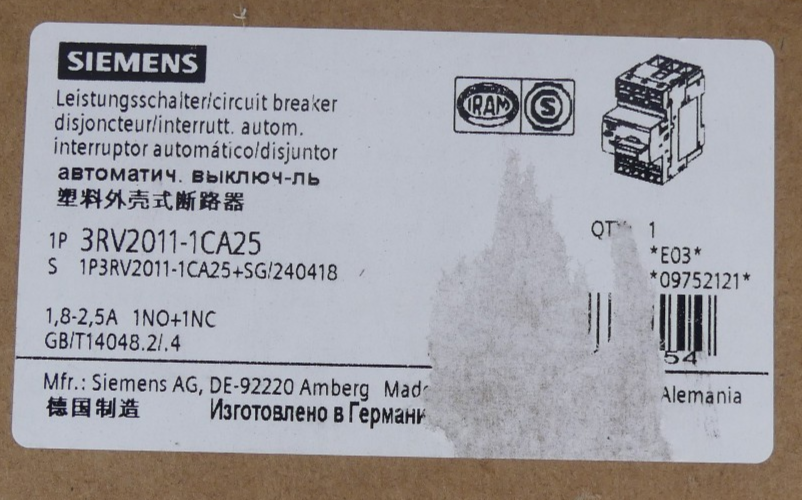 SIEMENS
Leistungsschalter/circuit breaker
disjoncteur/interrutt. autom.
interruptor automático/disjuntor
автоматич. выключ-ль
塑料外壳式断路器
IRAM S
1P 3RV2011-1CA25
S 1P3RV2011-1CA25+SG/240418
QTY 1
*E03*
*09752121*
1,8-2,5A 1NO+1NC
GB/T14048.2/.4
54
Mfr.: Siemens AG, DE-92220 Amberg Made
Alemania
德国制造 Изготовлено в Германи